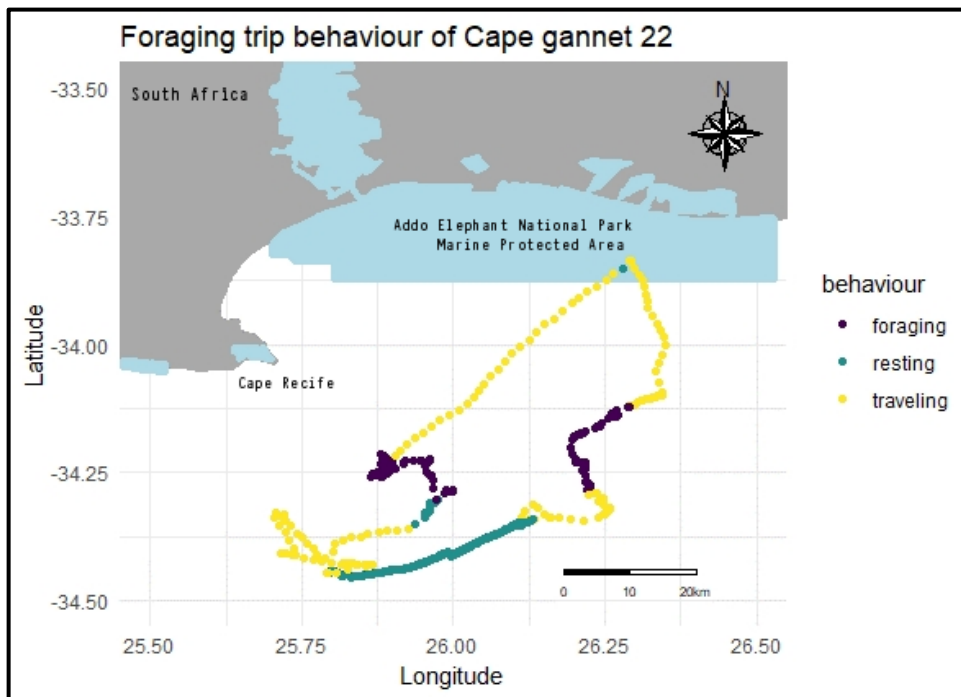 Foraging trip behaviour of Cape gannet 22
-33.50
-33.75
-34.00
-34.25
-34.50
Latitude
South Africa
N
Addo Elephant National Park
Marine Protected Area
Cape Recife
0 10 20km
25.50 25.75 26.00 26.25 26.50
Longitude
behaviour
foraging
resting
traveling